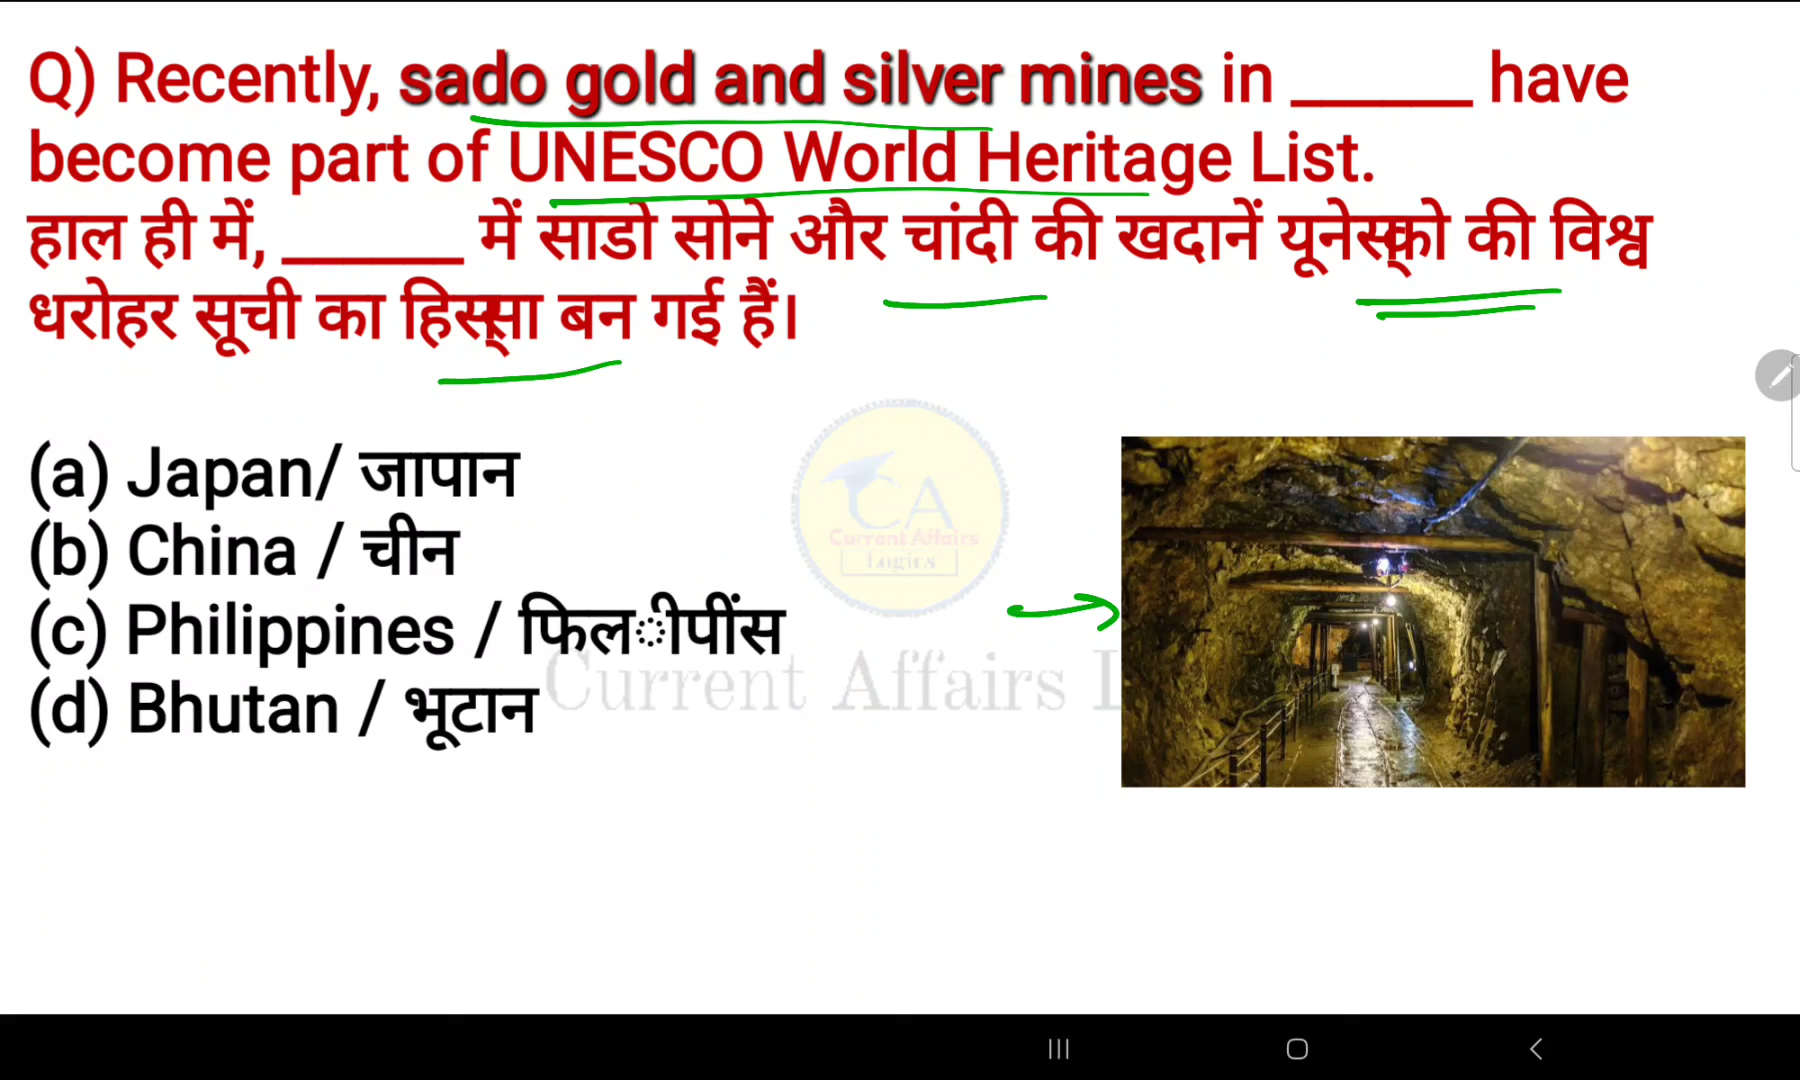 Q) Recently, sado gold and silver mines in ______ have
become part of UNESCO World Heritage List.
हाल ही में, ______ में साडो सोने और चांदी की खदानें यूनेस्को की विश्व
धरोहर सूची का हिस्सा बन गई हैं।
(a) Japan/ जापान
(b) China / चीन
(c) Philippines / फिलीपींस
(d) Bhutan / भूटान
CA
Current Affairs
Logics
Current Affairs L